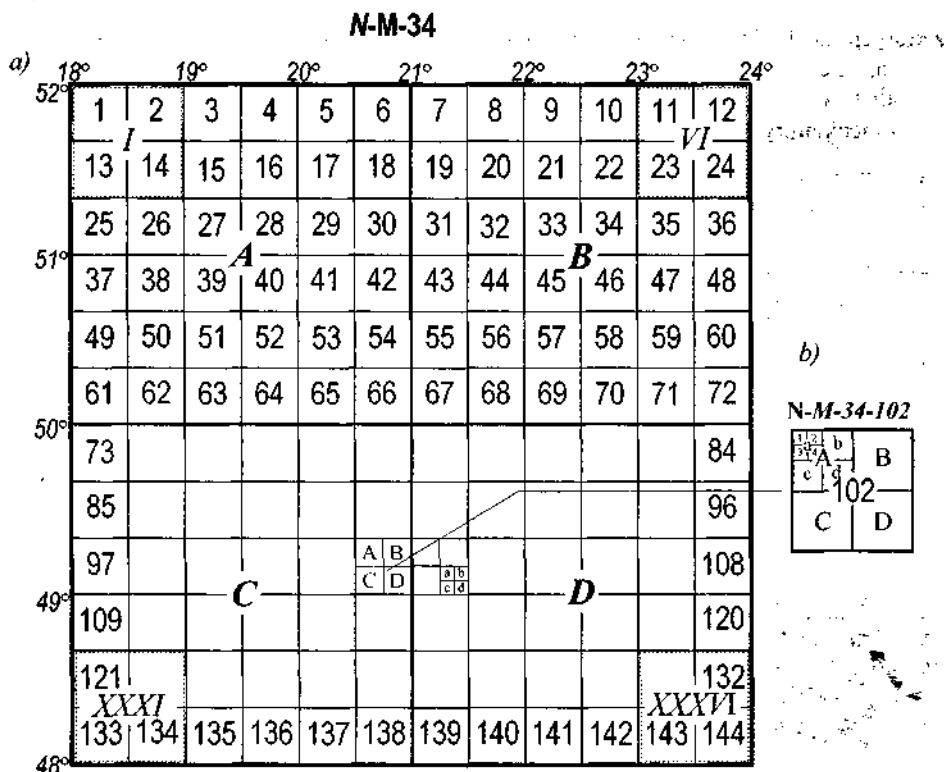 N-M-34
a)
18° 19° 20° 21° 22° 23° 24°
52°
1 2 3 4 5 6 7 8 9 10 11 12
I VI
13 14 15 16 17 18 19 20 21 22 23 24
25 26 27 28 29 30 31 32 33 34 35 36
51° A B
37 38 39 40 41 42 43 44 45 46 47 48
49 50 51 52 53 54 55 56 57 58 59 60
61 62 63 64 65 66 67 68 69 70 71 72
50°
73 84
85 96
97 A B 108
C D a b
c d
49° C D
109 120
121 132
XXXI XXXVI
133 134 135 136 137 138 139 140 141 142 143 144
48°
b)
N-M-34-102
1 2 b B
3 4 A
c d
102
C D